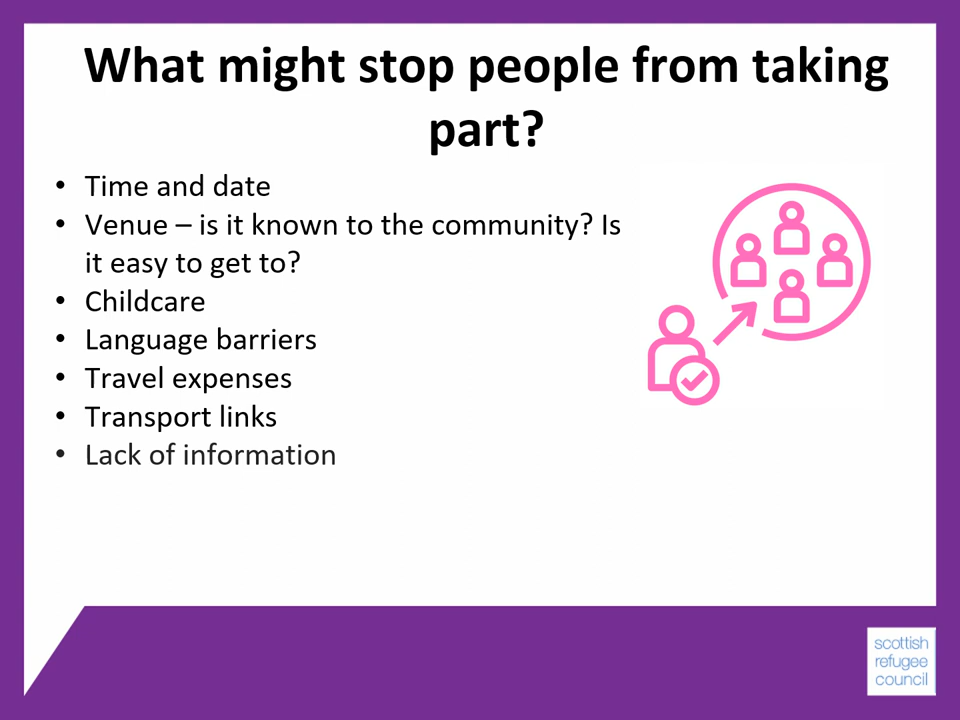 What might stop people from taking
part?
• Time and date
• Venue – is it known to the community? Is
it easy to get to?
• Childcare
• Language barriers
• Travel expenses
• Transport links
• Lack of information
scottish
refugee
council